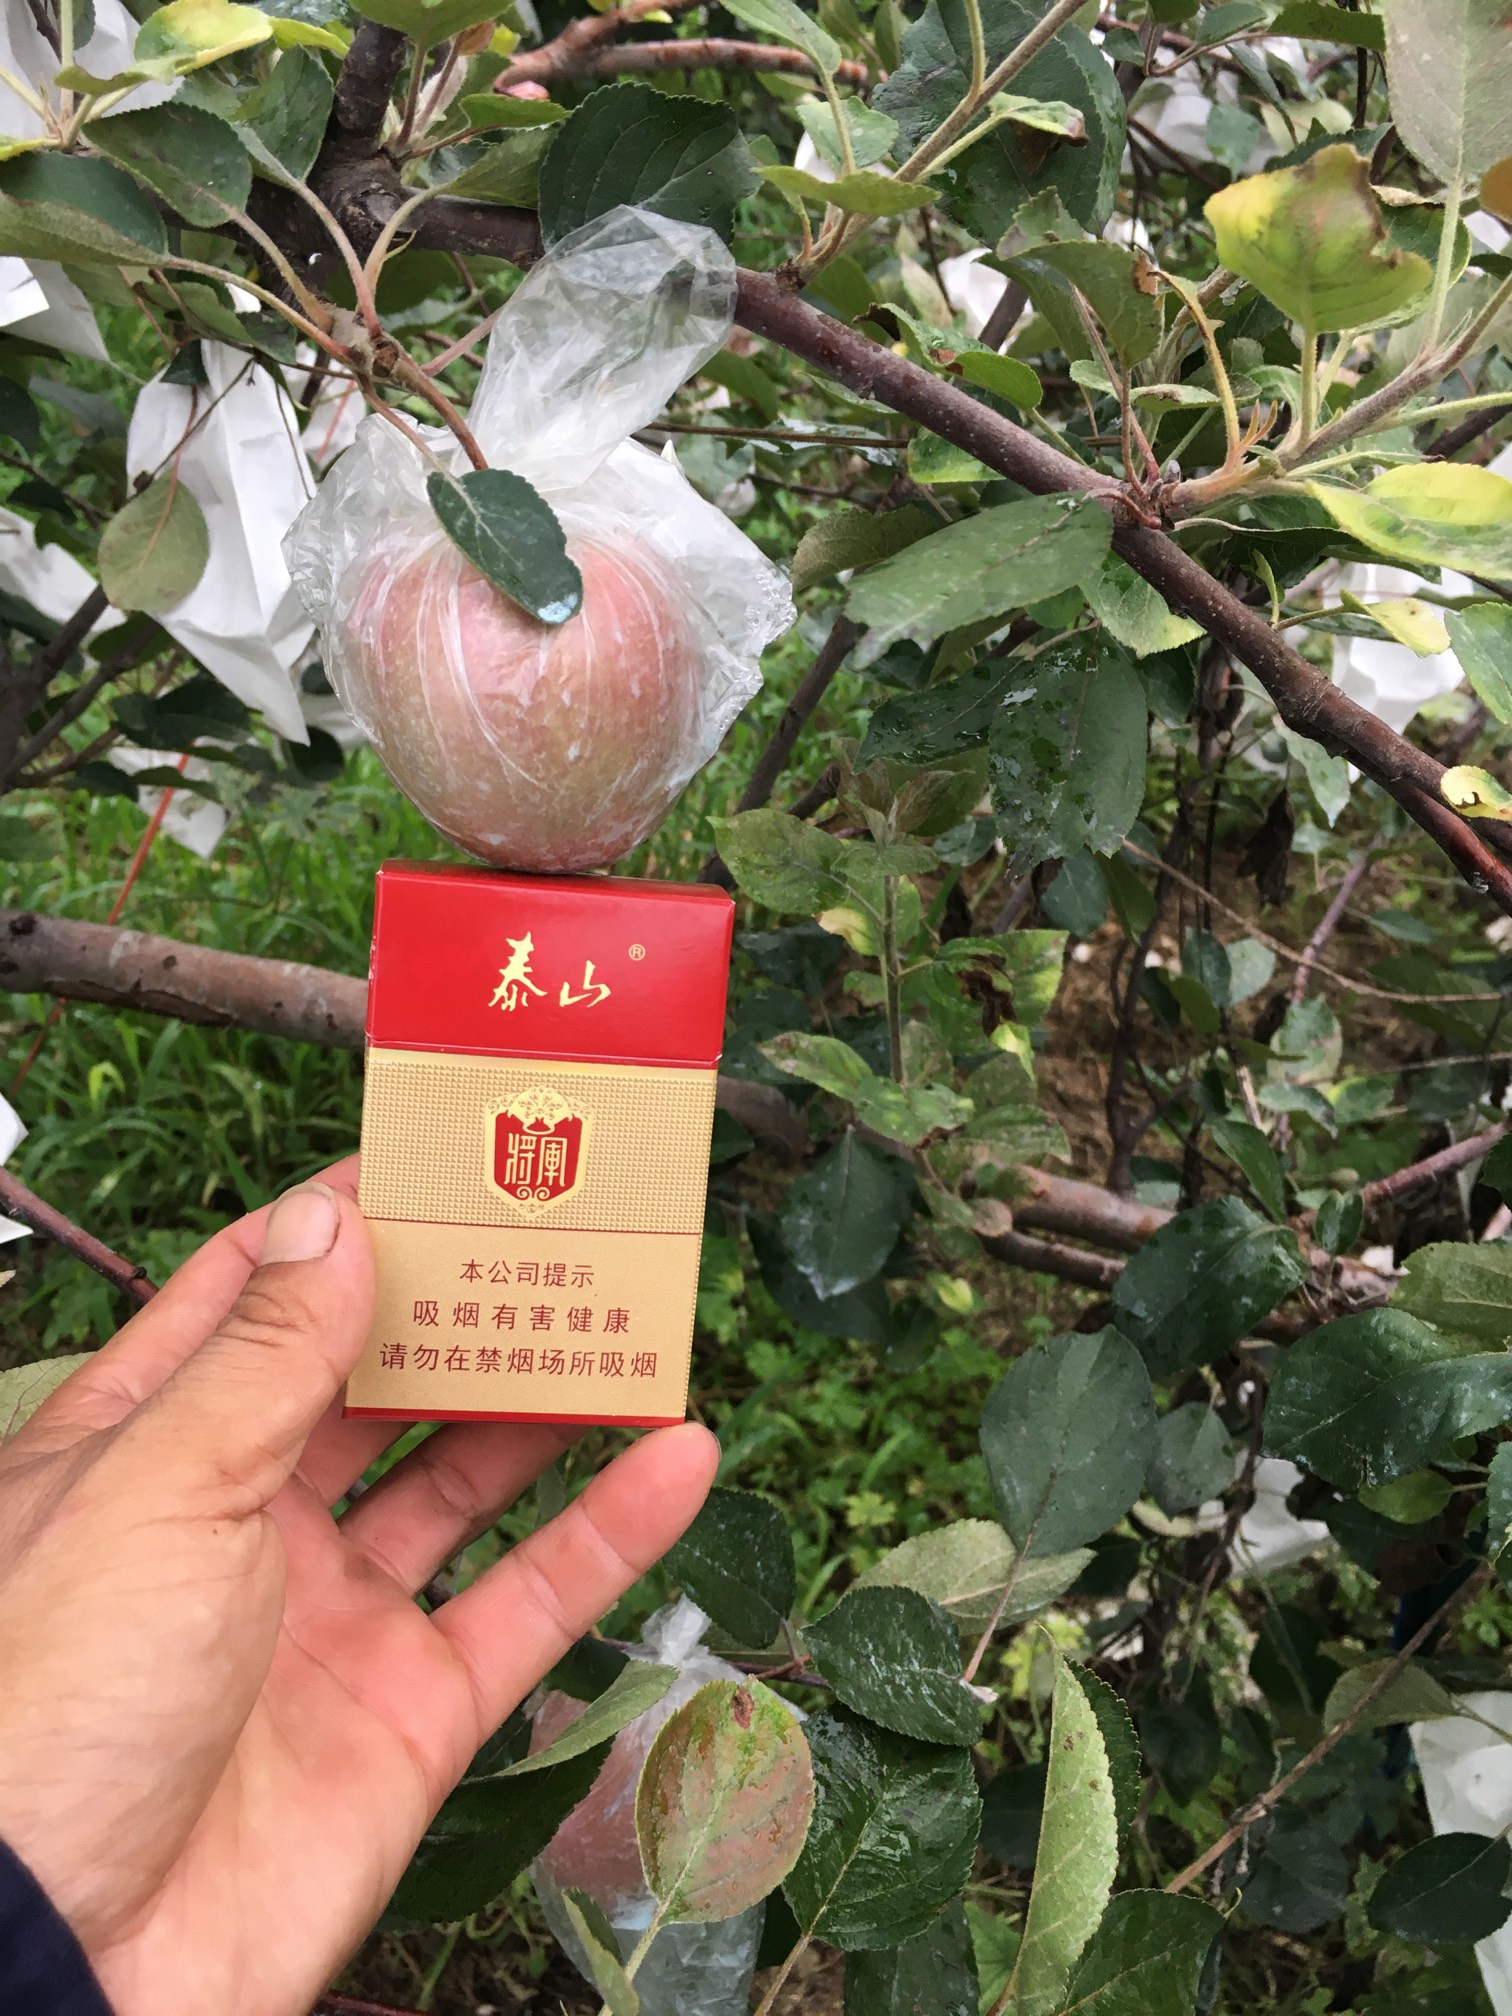 泰山®
将軍
本公司提示
吸烟有害健康
请勿在禁烟场所吸烟